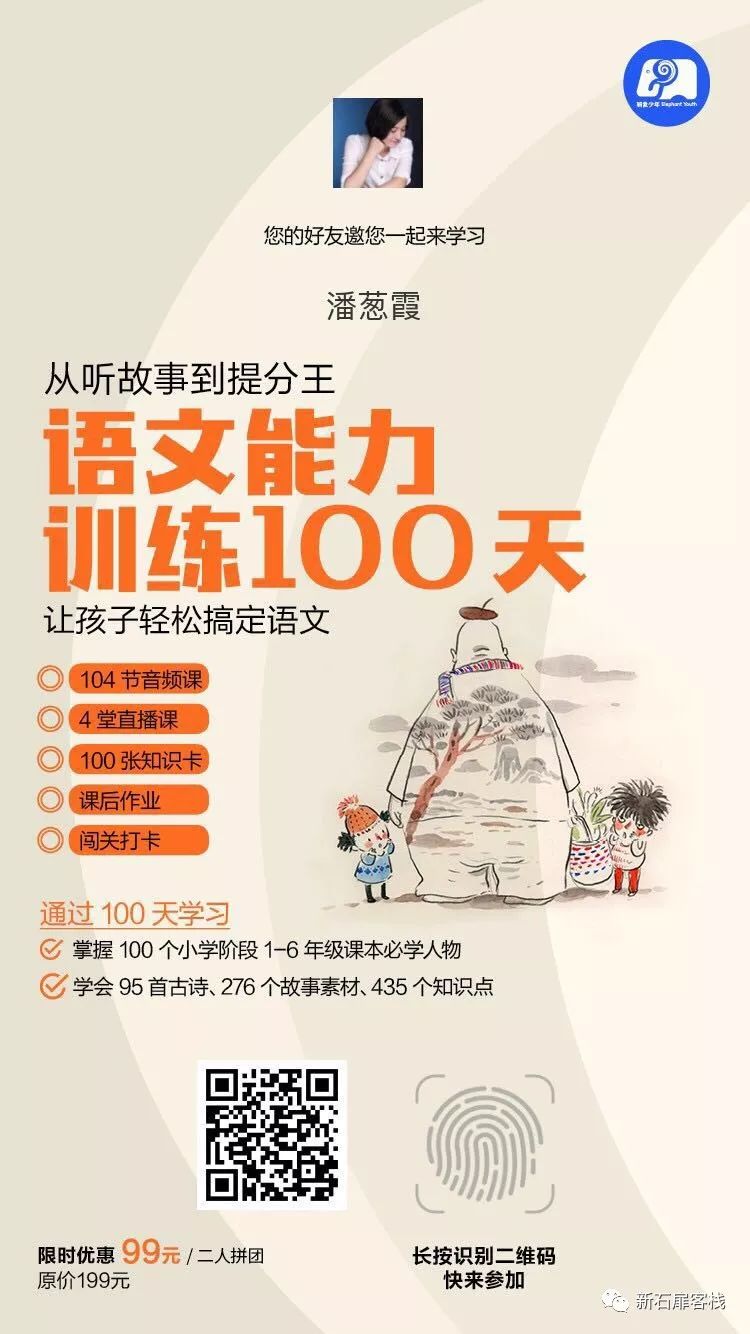 您的好友邀您一起来学习
潘葱霞
从听故事到提分王
语文能力
训练100天
让孩子轻松搞定语文
104 节音频课
4 堂直播课
100 张知识卡
课后作业
闯关打卡
通过 100 天学习
掌握 100 个小学阶段 1-6 年级课本必学人物
学会 95 首古诗、276 个故事素材、435 个知识点
限时优惠 99元 / 二人拼团
原价199元
长按识别二维码
快来参加
新石扉客栈
Elephant Youth